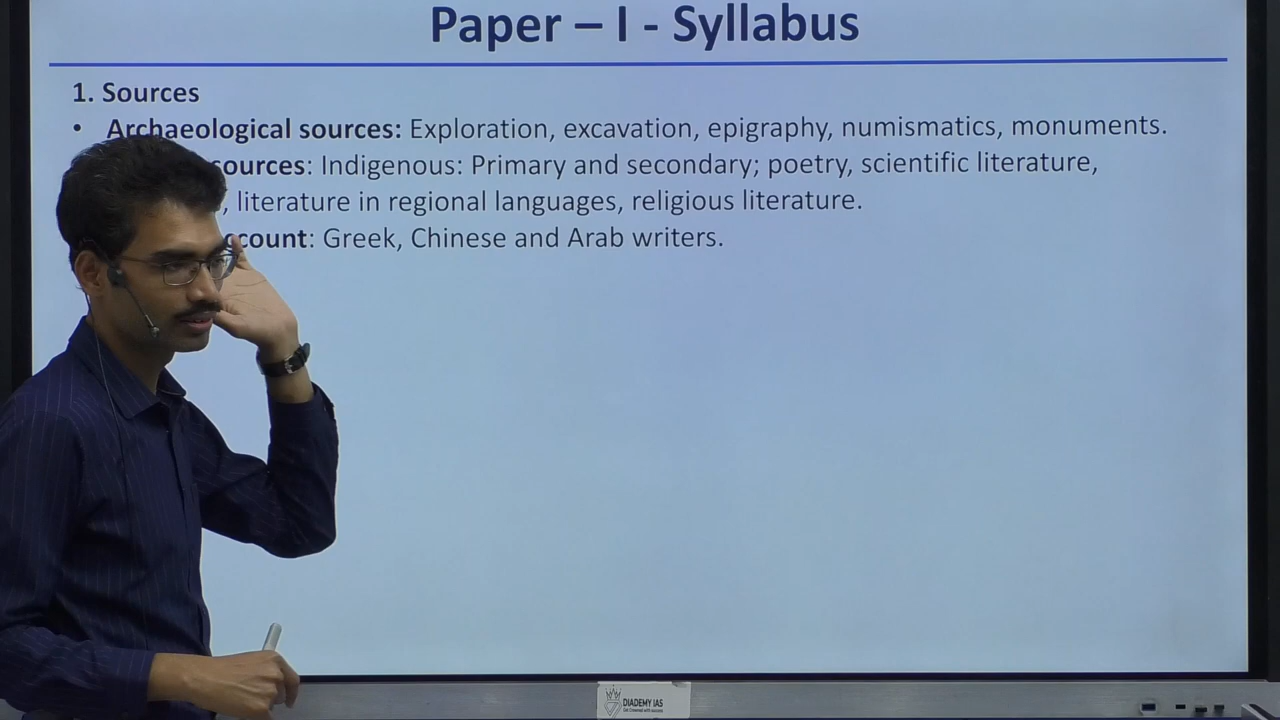 Paper – I - Syllabus
1. Sources
• Archaeological sources: Exploration, excavation, epigraphy, numismatics, monuments.
sources: Indigenous: Primary and secondary; poetry, scientific literature,
, literature in regional languages, religious literature.
: Greek, Chinese and Arab writers.
DIADEMY IAS